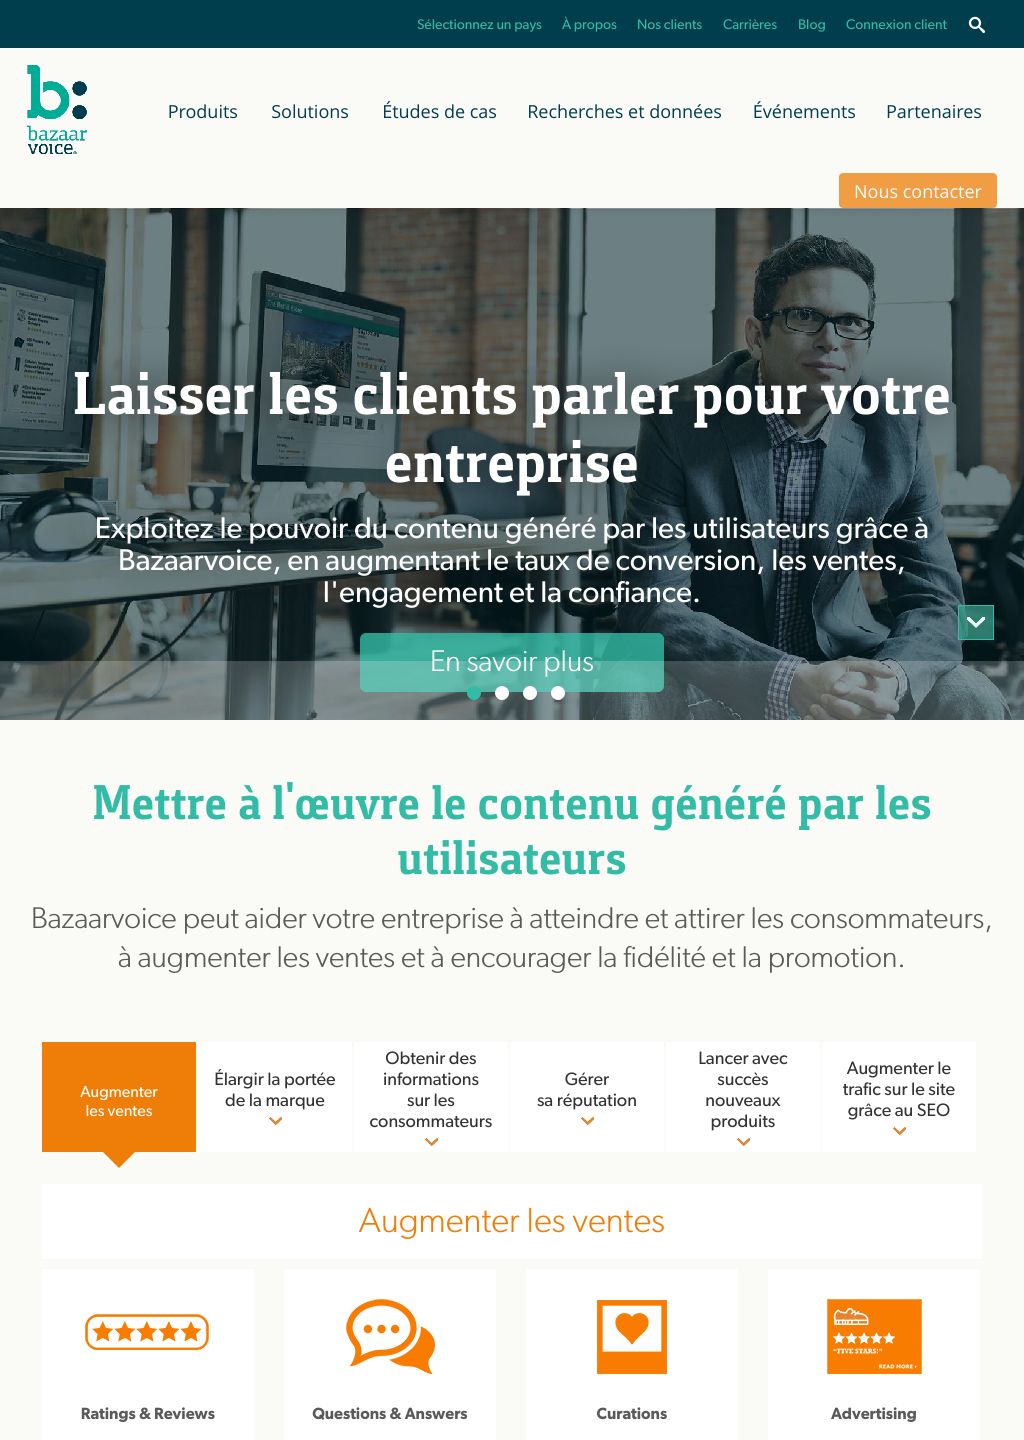 Sélectionnez un pays À propos Nos clients Carrières Blog Connexion client
b:
bazaar
voice.
Produits Solutions Études de cas Recherches et données Événements Partenaires
Nous contacter
Laisser les clients parler pour votre
entreprise
Exploitez le pouvoir du contenu généré par les utilisateurs grâce à
Bazaarvoice, en augmentant le taux de conversion, les ventes,
l'engagement et la confiance.
En savoir plus
Mettre à l'œuvre le contenu généré par les
utilisateurs
Bazaarvoice peut aider votre entreprise à atteindre et attirer les consommateurs,
à augmenter les ventes et à encourager la fidélité et la promotion.
Augmenter
les ventes
Élargir la portée
de la marque
Obtenir des
informations
sur les
consommateurs
Gérer
sa réputation
Lancer avec
succès
nouveaux
produits
Augmenter le
trafic sur le site
grâce au SEO
Augmenter les ventes
"FIVE STARS!"
READ MORE
Ratings & Reviews
Questions & Answers
Curations
Advertising